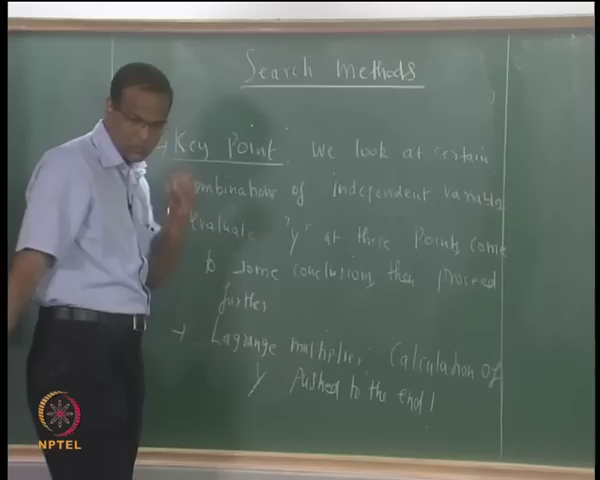 Search Methods
→ "Key Point": We look at certain
combinations of independent variables
evaluate "y" at these points, come
to some conclusion, then proceed
further
→ Lagrange multiplier: Calculation of
y pushed to the end!
NPTEL